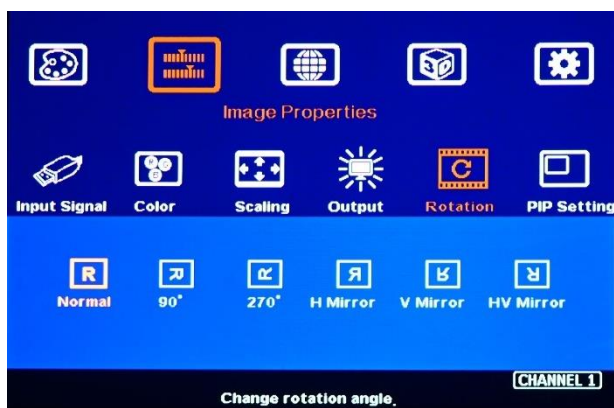 3D
Image Properties
R G B
Input Signal Color Scaling Output Rotation PIP Setting
R R R R R R
Normal 90° 270° H Mirror V Mirror HV Mirror
CHANNEL 1
Change rotation angle.